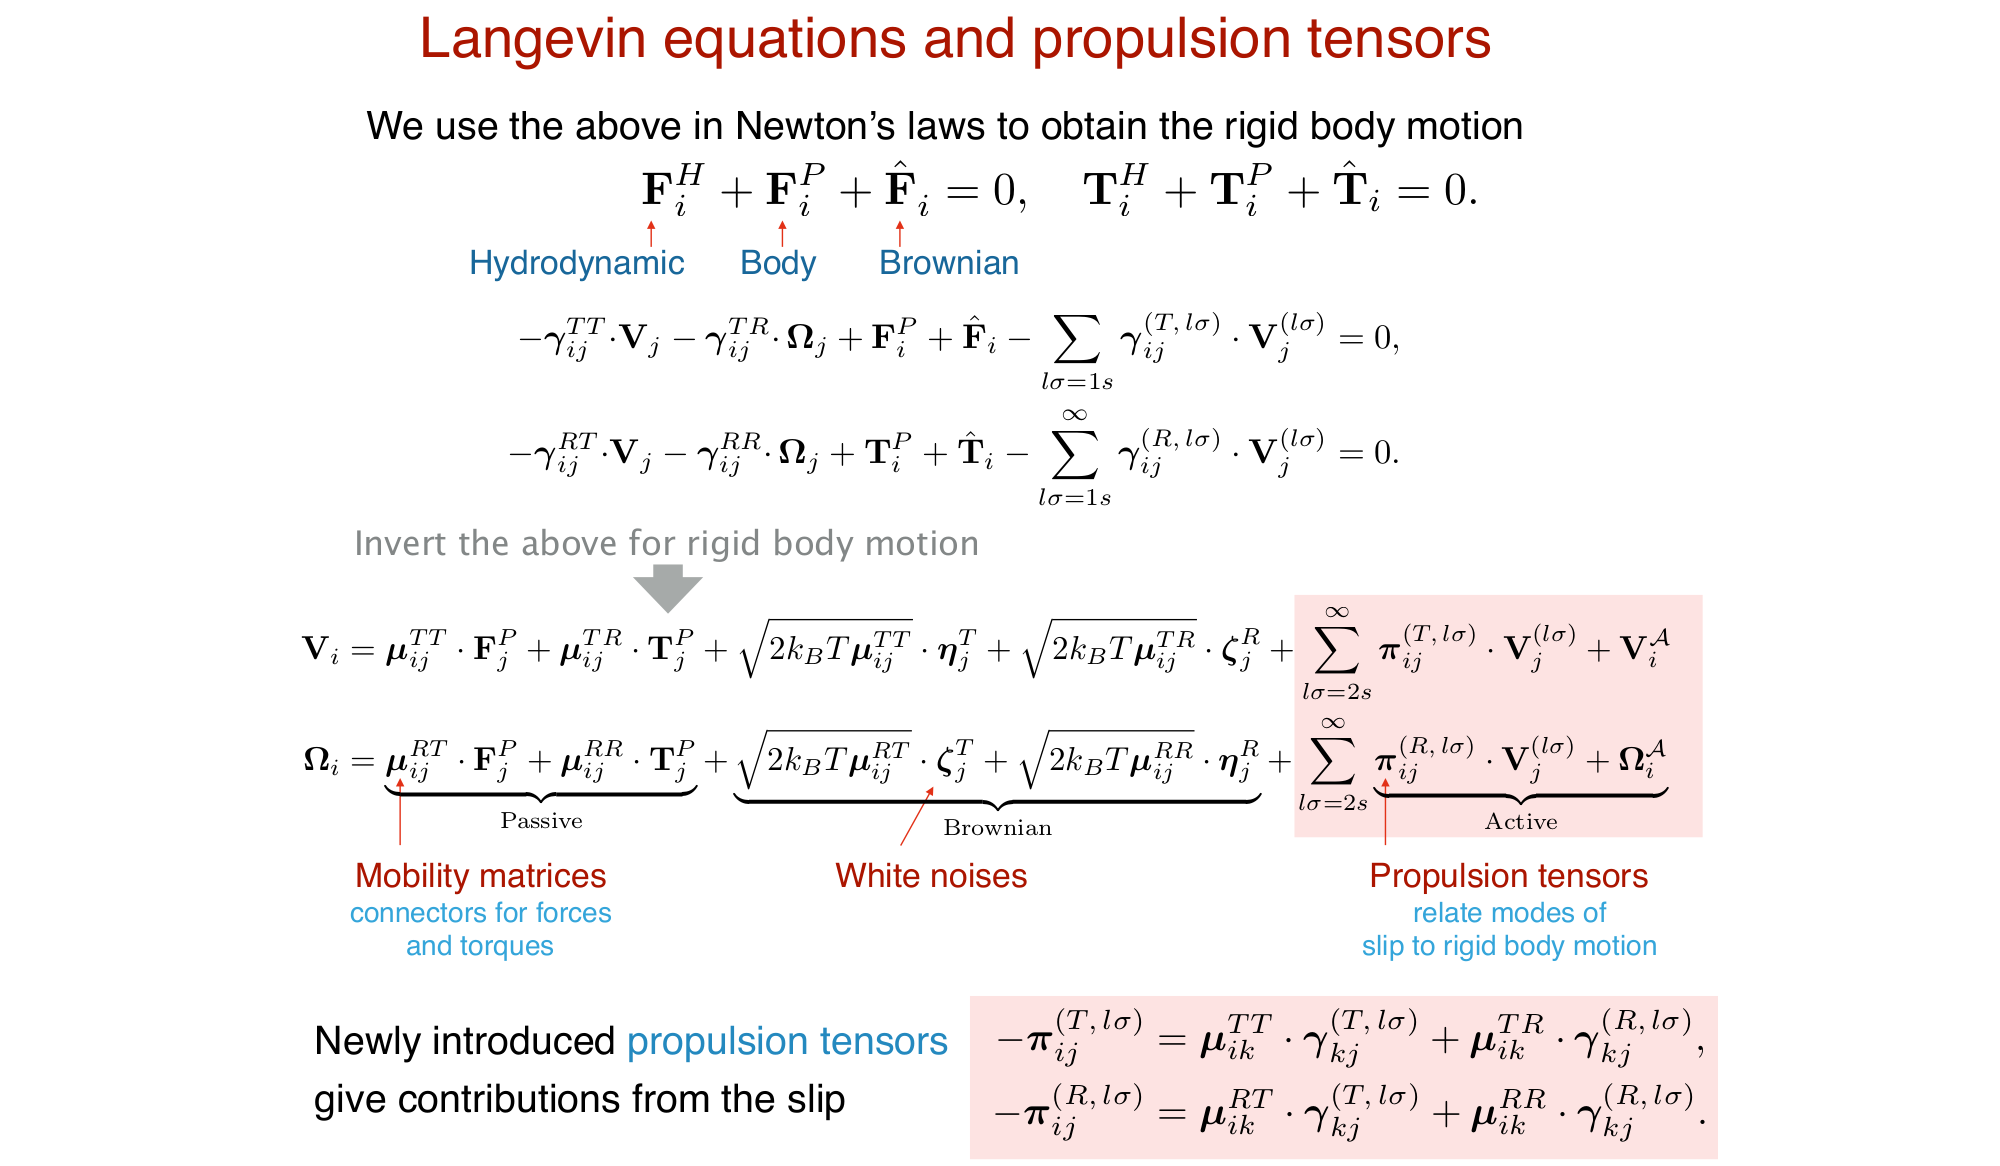 Langevin equations and propulsion tensors
We use the above in Newton's laws to obtain the rigid body motion
$\mathbf{F}_i^H + \mathbf{F}_i^P + \hat{\mathbf{F}}_i = 0, \quad \mathbf{T}_i^H + \mathbf{T}_i^P + \hat{\mathbf{T}}_i = 0.$
Hydrodynamic Body Brownian
$-\boldsymbol{\gamma}_{ij}^{TT} \cdot \mathbf{V}_j - \boldsymbol{\gamma}_{ij}^{TR} \cdot \boldsymbol{\Omega}_j + \mathbf{F}_i^P + \hat{\mathbf{F}}_i - \sum_{l\sigma=1s} \boldsymbol{\gamma}_{ij}^{(T,\,l\sigma)} \cdot \mathbf{V}_j^{(l\sigma)} = 0,$
$-\boldsymbol{\gamma}_{ij}^{RT} \cdot \mathbf{V}_j - \boldsymbol{\gamma}_{ij}^{RR} \cdot \boldsymbol{\Omega}_j + \mathbf{T}_i^P + \hat{\mathbf{T}}_i - \sum_{l\sigma=1s}^{\infty} \boldsymbol{\gamma}_{ij}^{(R,\,l\sigma)} \cdot \mathbf{V}_j^{(l\sigma)} = 0.$
Invert the above for rigid body motion
$\mathbf{V}_i = \boldsymbol{\mu}_{ij}^{TT} \cdot \mathbf{F}_j^P + \boldsymbol{\mu}_{ij}^{TR} \cdot \mathbf{T}_j^P + \sqrt{2k_BT\boldsymbol{\mu}_{ij}^{TT}} \cdot \boldsymbol{\eta}_j^T + \sqrt{2k_BT\boldsymbol{\mu}_{ij}^{TR}} \cdot \boldsymbol{\zeta}_j^R + \sum_{l\sigma=2s}^{\infty} \boldsymbol{\pi}_{ij}^{(T,\,l\sigma)} \cdot \mathbf{V}_j^{(l\sigma)} + \mathbf{V}_i^{\mathcal{A}}$
$\boldsymbol{\Omega}_i = \boldsymbol{\mu}_{ij}^{RT} \cdot \mathbf{F}_j^P + \boldsymbol{\mu}_{ij}^{RR} \cdot \mathbf{T}_j^P + \sqrt{2k_BT\boldsymbol{\mu}_{ij}^{RT}} \cdot \boldsymbol{\zeta}_j^T + \sqrt{2k_BT\boldsymbol{\mu}_{ij}^{RR}} \cdot \boldsymbol{\eta}_j^R + \sum_{l\sigma=2s}^{\infty} \boldsymbol{\pi}_{ij}^{(R,\,l\sigma)} \cdot \mathbf{V}_j^{(l\sigma)} + \boldsymbol{\Omega}_i^{\mathcal{A}}$
Passive Brownian Active
Mobility matrices White noises Propulsion tensors
connectors for forces relate modes of
and torques slip to rigid body motion
Newly introduced propulsion tensors
give contributions from the slip
$-\boldsymbol{\pi}_{ij}^{(T,\,l\sigma)} = \boldsymbol{\mu}_{ik}^{TT} \cdot \boldsymbol{\gamma}_{kj}^{(T,\,l\sigma)} + \boldsymbol{\mu}_{ik}^{TR} \cdot \boldsymbol{\gamma}_{kj}^{(R,\,l\sigma)},$
$-\boldsymbol{\pi}_{ij}^{(R,\,l\sigma)} = \boldsymbol{\mu}_{ik}^{RT} \cdot \boldsymbol{\gamma}_{kj}^{(T,\,l\sigma)} + \boldsymbol{\mu}_{ik}^{RR} \cdot \boldsymbol{\gamma}_{kj}^{(R,\,l\sigma)}.$